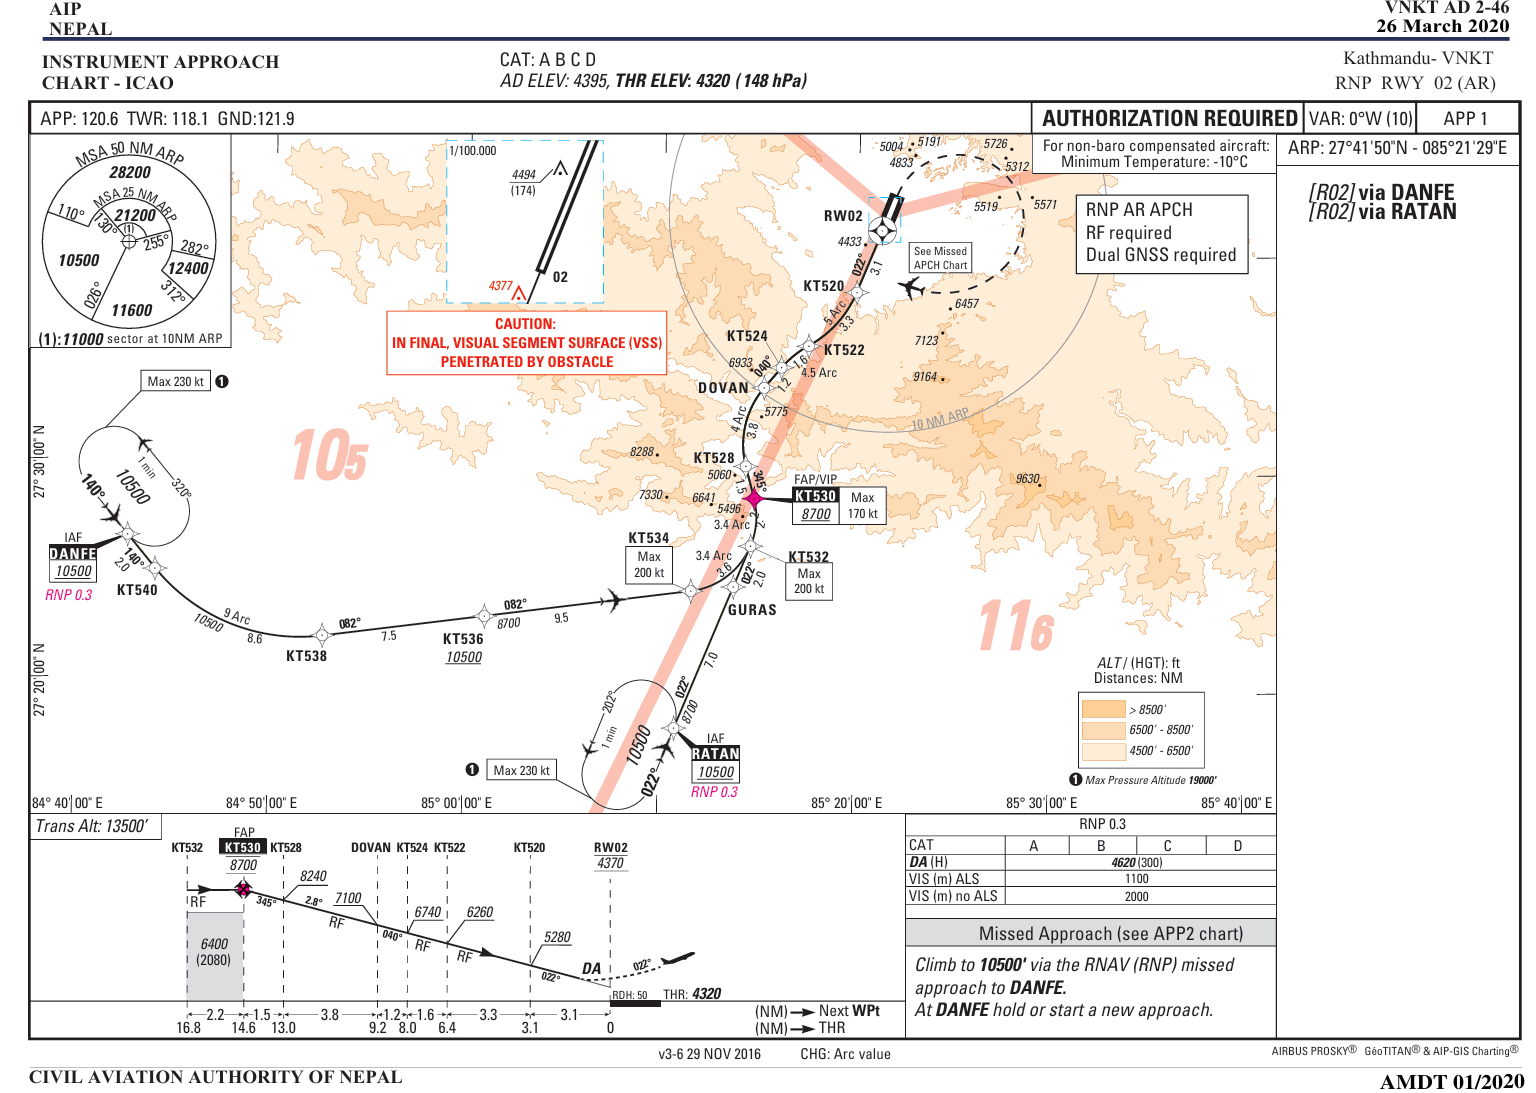 AIP
NEPAL
VNKT AD 2-46
26 March 2020
INSTRUMENT APPROACH
CHART - ICAO
CAT: A B C D
AD ELEV: 4395, THR ELEV: 4320 (148 hPa)
Kathmandu- VNKT
RNP RWY 02 (AR)
APP: 120.6 TWR: 118.1 GND:121.9
AUTHORIZATION REQUIRED
VAR: 0°W (10)
APP 1
For non-baro compensated aircraft:
Minimum Temperature: -10°C
ARP: 27°41'50"N - 085°21'29"E
[R02] via DANFE
[R02] via RATAN
RNP AR APCH
RF required
Dual GNSS required
MSA 50 NM ARP
28200
MSA 25 NM ARP
21200
110°
130°
(1)
255°
282°
10500
12400
312°
026°
11600
(1):11000 sector at 10NM ARP
1/100.000
4494
(174)
02
4377
CAUTION:
IN FINAL, VISUAL SEGMENT SURFACE (VSS)
PENETRATED BY OBSTACLE
5004
5191
4833
5726
5312
5519
5571
RW02
4433
See Missed
APCH Chart
022°
3.1
KT520
6457
5 Arc
3.3
7123
KT524
KT522
6933
040°
1.6
4.5 Arc
9164
DOVAN
1.2
10 NM ARP
4 Arc
3.8
5775
Max 230 kt
1
10500
1 min
320°
140°
105
8288
KT528
5060
345°
1.5
FAP/VIP
KT530
8700
Max
170 kt
9630
7330
6641
5496
3.4 Arc
2.2
27° 30'00" N
IAF
DANFE
10500
RNP 0.3
140°
2.0
KT540
KT534
Max
200 kt
3.4 Arc
3.6
KT532
Max
200 kt
022°
2.0
GURAS
9 Arc
10500
8.6
KT538
082°
7.5
082°
8700
9.5
KT536
10500
116
27° 20'00" N
7.0
022°
8700
202°
1 min
10500
022°
IAF
RATAN
10500
RNP 0.3
1
Max 230 kt
ALT / (HGT): ft
Distances: NM
> 8500'
6500' - 8500'
4500' - 6500'
1 Max Pressure Altitude 19000'
84° 40'00" E
84° 50'00" E
85° 00'00" E
85° 20'00" E
85° 30'00" E
85° 40'00" E
Trans Alt: 13500'
FAP
KT532
KT530
KT528
DOVAN
KT524
KT522
KT520
RW02
8700
4370
8240
7100
6740
6260
5280
RF
345°
2.8°
RF
040°
RF
RF
022°
DA
022°
6400
(2080)
RDH: 50
THR: 4320
2.2
1.5
3.8
1.2
1.6
3.3
3.1
(NM) Next WPt
16.8
14.6
13.0
9.2
8.0
6.4
3.1
0
(NM) THR
RNP 0.3
CAT A B C D
DA (H) 4620 (300)
VIS (m) ALS 1100
VIS (m) no ALS 2000
Missed Approach (see APP2 chart)
Climb to 10500' via the RNAV (RNP) missed
approach to DANFE.
At DANFE hold or start a new approach.
v3-6 29 NOV 2016
CHG: Arc value
AIRBUS PROSKY® GéoTITAN® & AIP-GIS Charting®
CIVIL AVIATION AUTHORITY OF NEPAL
AMDT 01/2020